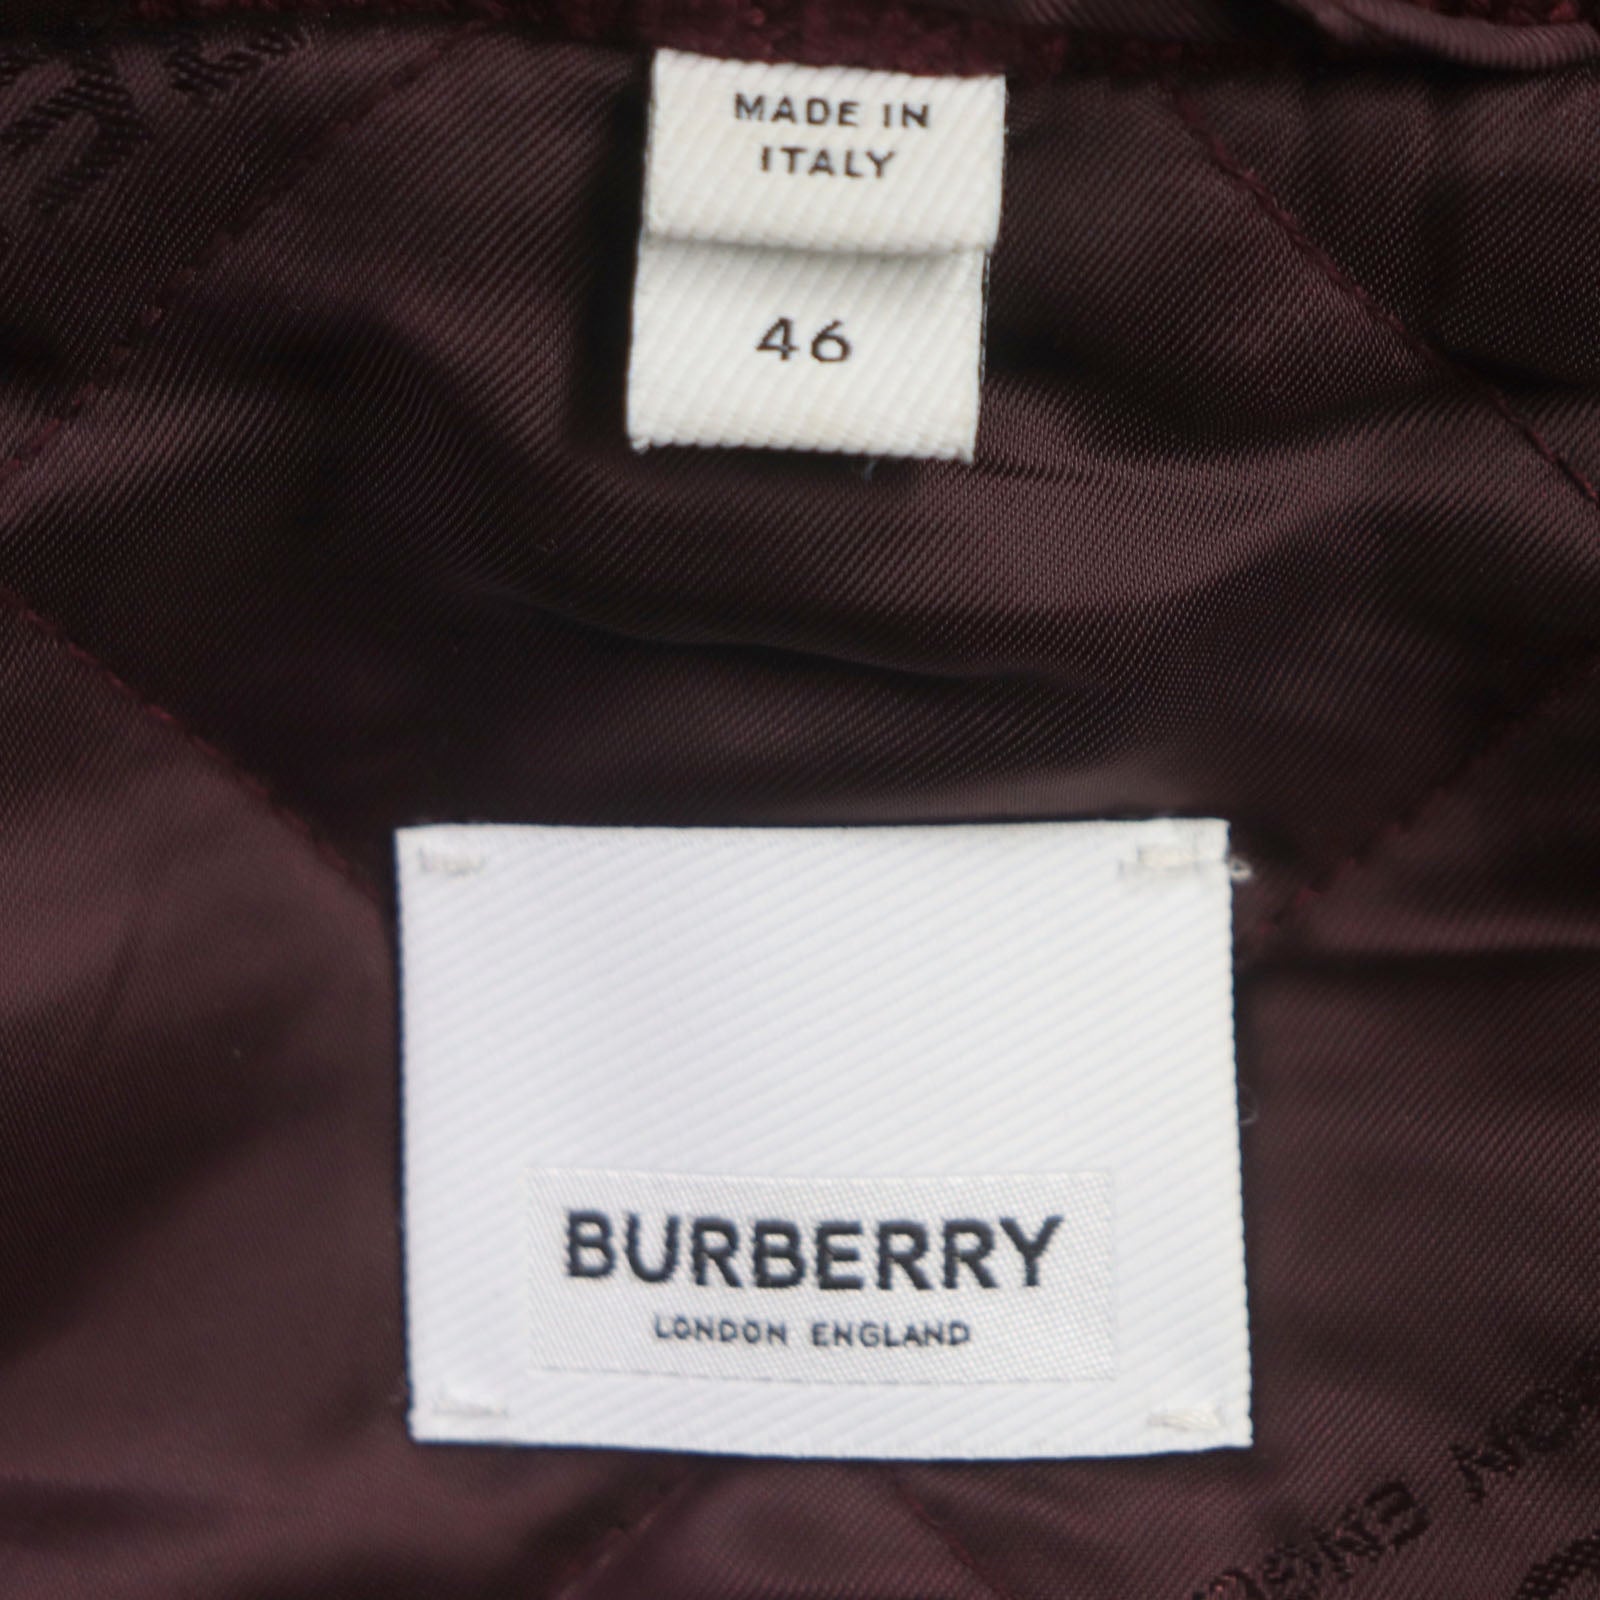 MADE IN
ITALY
46
BURBERRY
LONDON ENGLAND